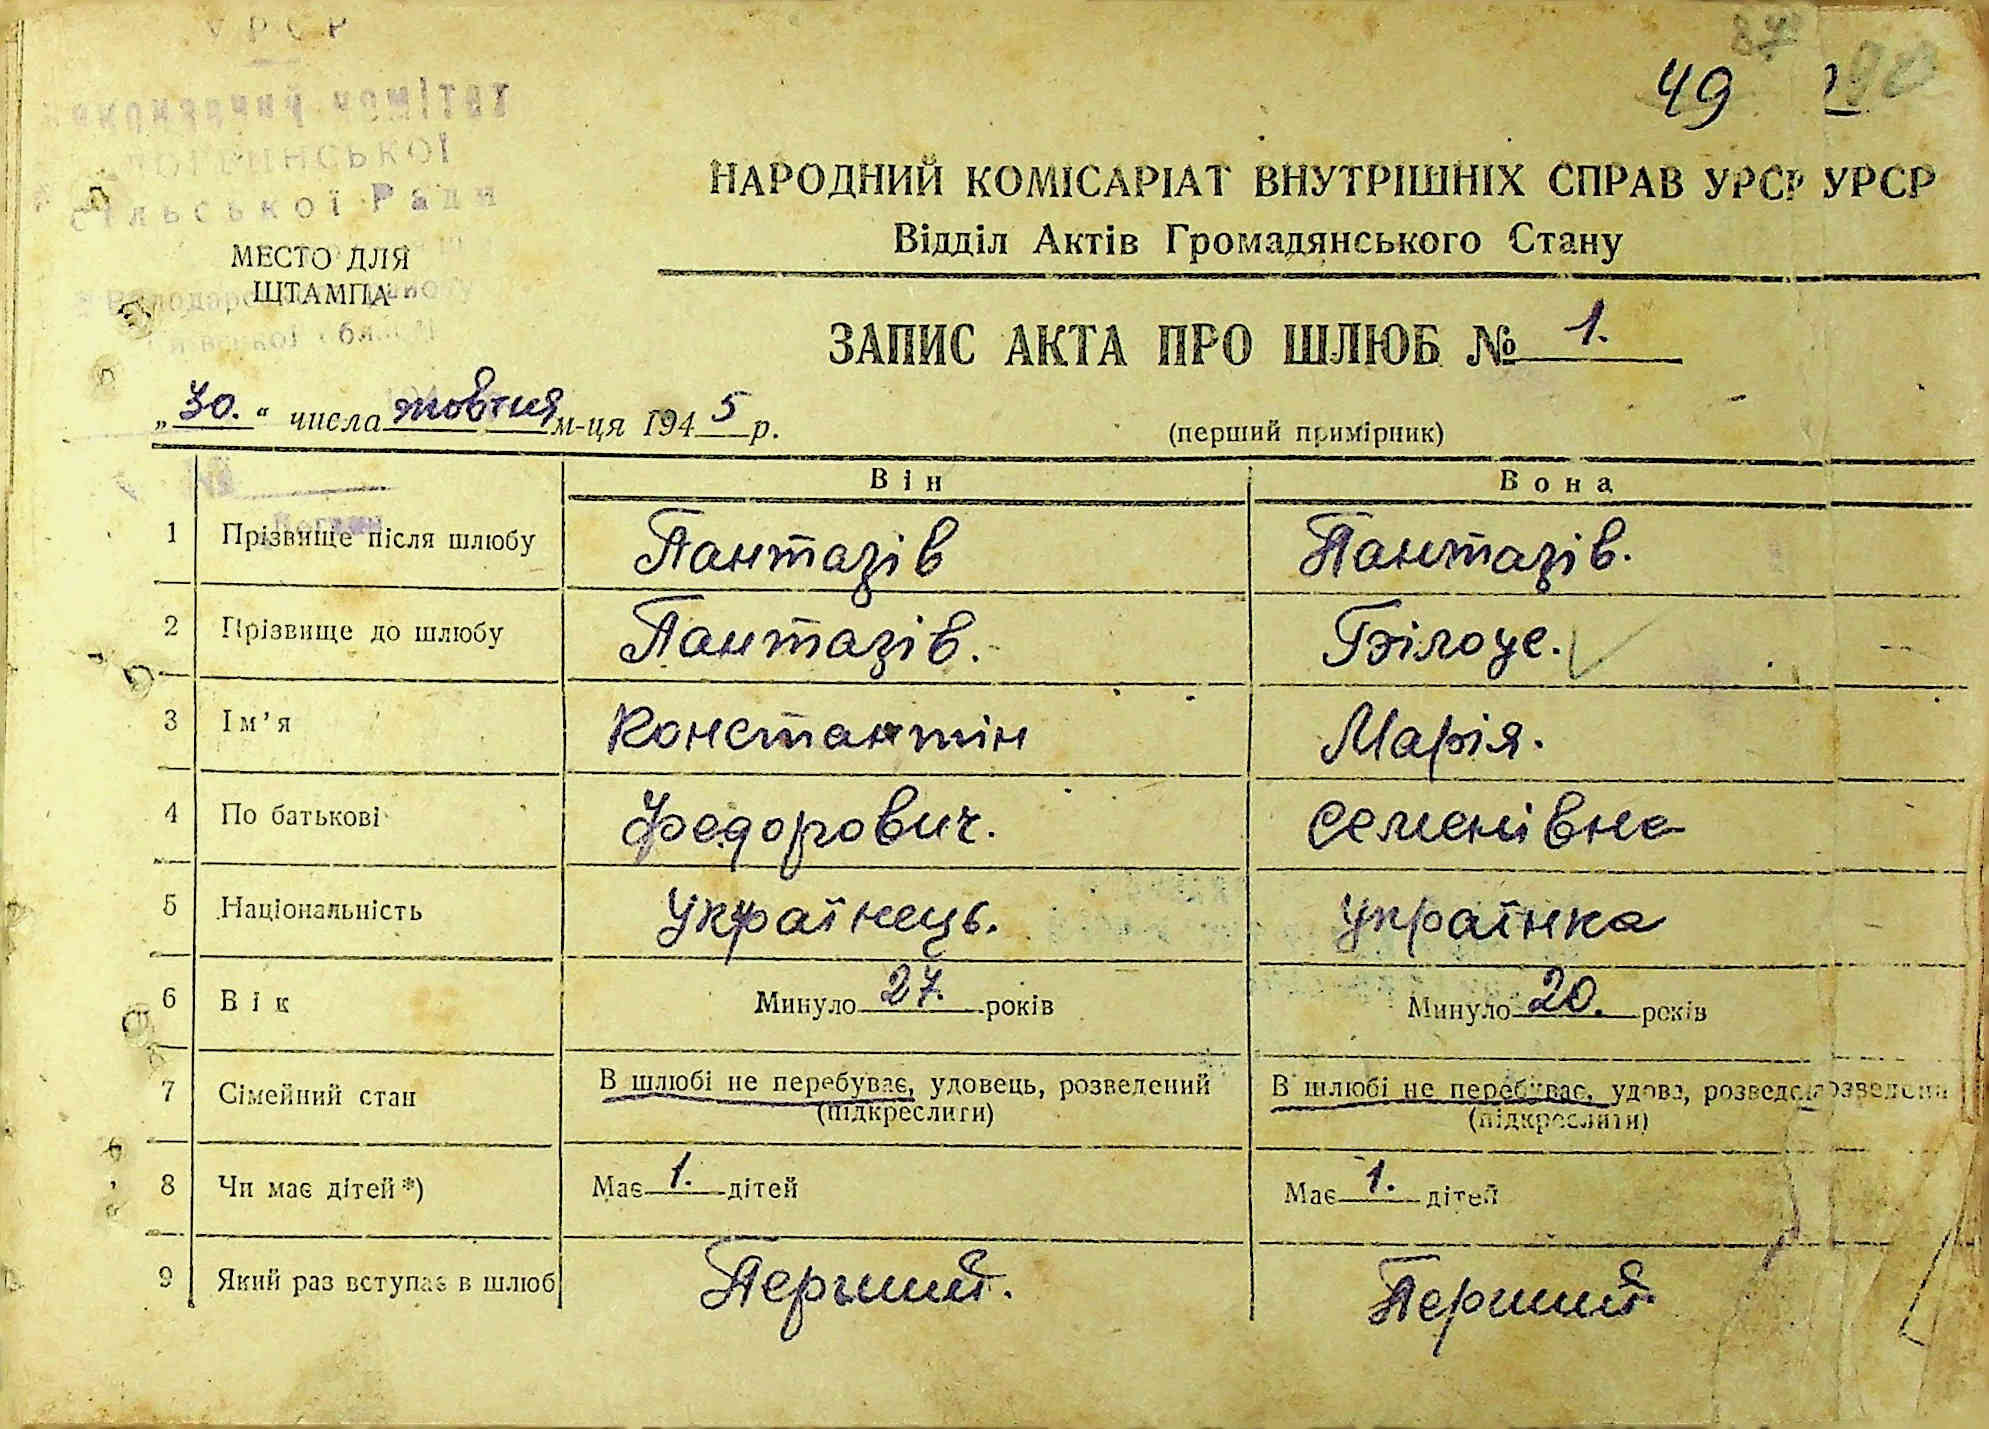 УРСР
49
НАРОДНИЙ КОМІСАРІАТ ВНУТРІШНІХ СПРАВ УРСР УРСР
Відділ Актів Громадянського Стану
сільської Ради
МЕСТО ДЛЯ
ШТАМПА
ЗАПИС АКТА ПРО ШЛЮБ № 1.
„30.“ числа жовтня м-ця 1945 р.
(перший примірник)
Він Вона
1 Прізвище після шлюбу Пантазів Пантазів.
2 Прізвище до шлюбу Пантазів. Білоус.
3 Ім'я Константин Марія.
4 По батькові Федорович. Семенівна
5 Національність Українець. Українка
6 Вік Минуло 27. років Минуло 20. років
7 Сімейний стан В шлюбі не перебуває, удовець, розведений В шлюбі не перебуває, удова,
(підкреслити) (підкреслити)
8 Чи має дітей*) Має 1. дітей Має 1. дітей
9 Який раз вступає в шлюб Перший. Перший.